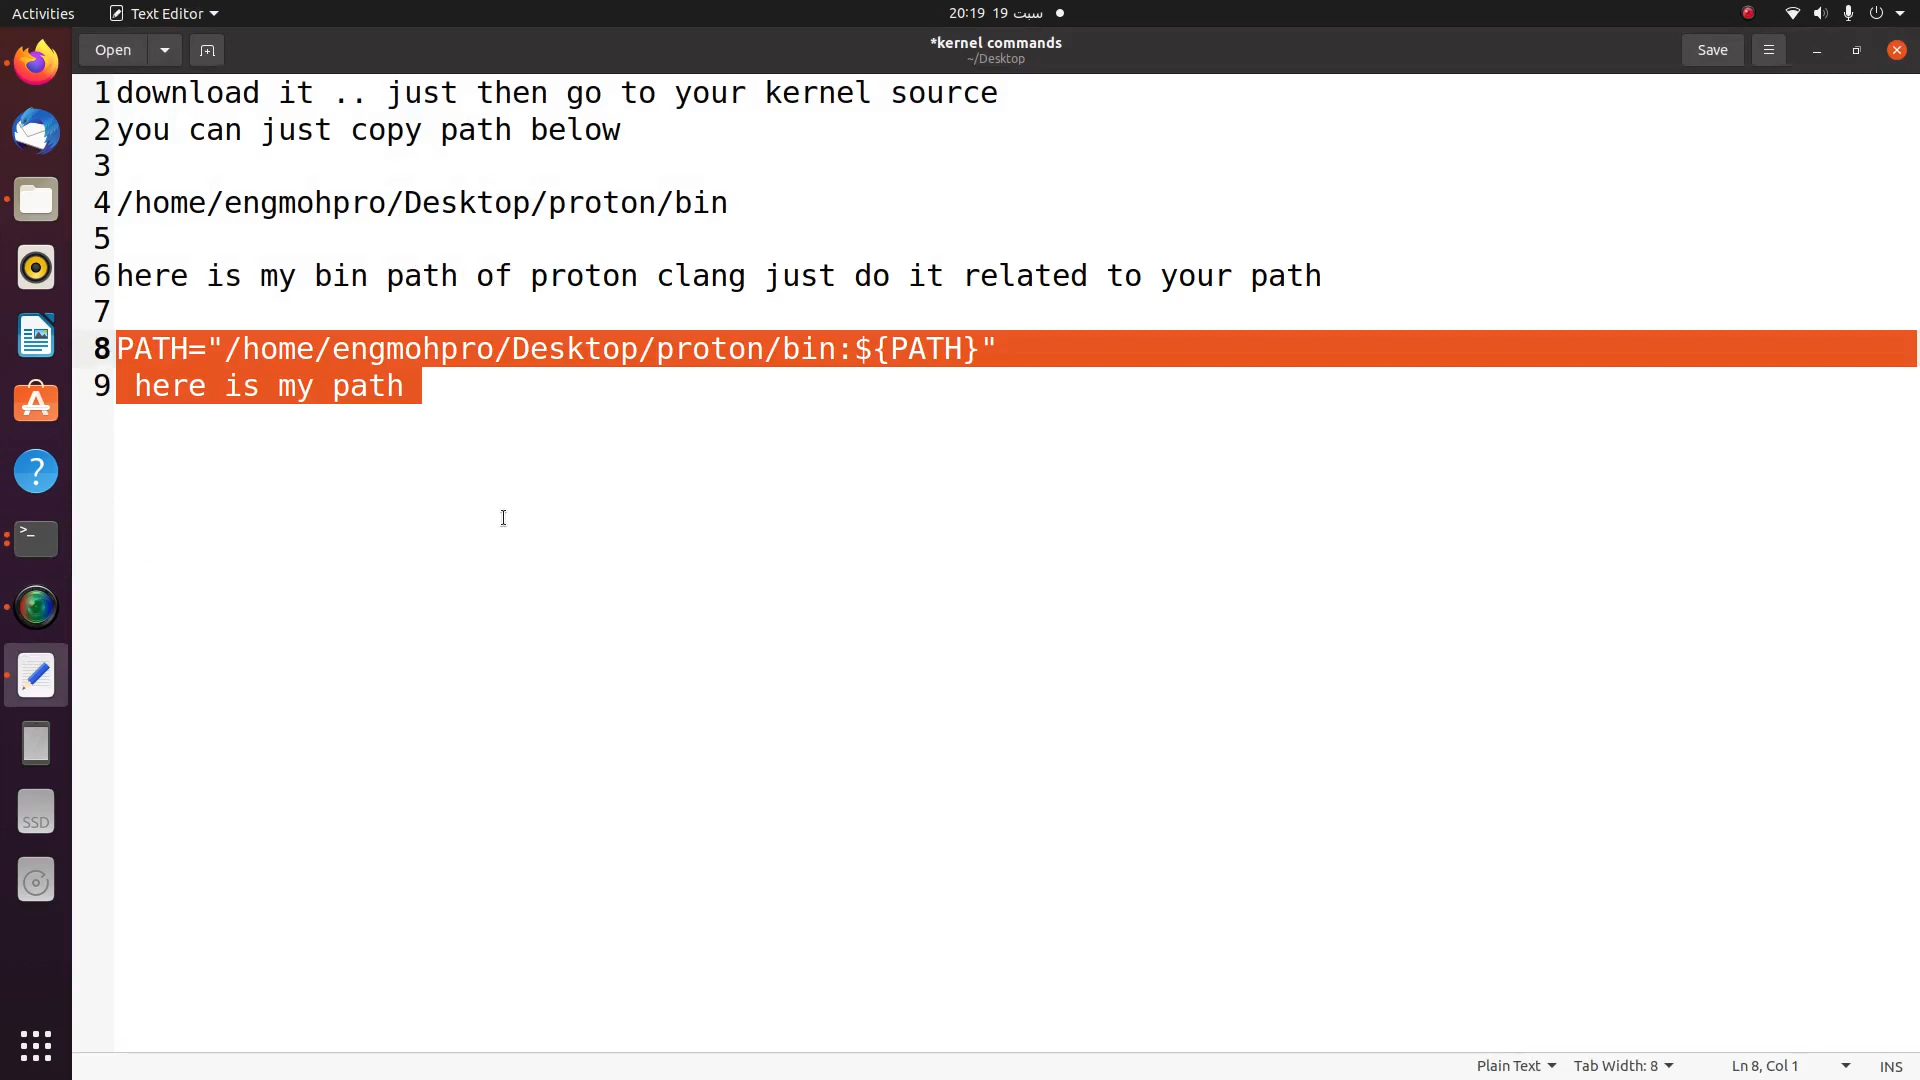 Activities Text Editor 20:19 19 سبت
Open *kernel commands Save
~/Desktop
1 download it .. just then go to your kernel source
2 you can just copy path below
3
4 /home/engmohpro/Desktop/proton/bin
5
6 here is my bin path of proton clang just do it related to your path
7
8 PATH="/home/engmohpro/Desktop/proton/bin:${PATH}"
9 here is my path
SSD
Plain Text Tab Width: 8 Ln 8, Col 1 INS